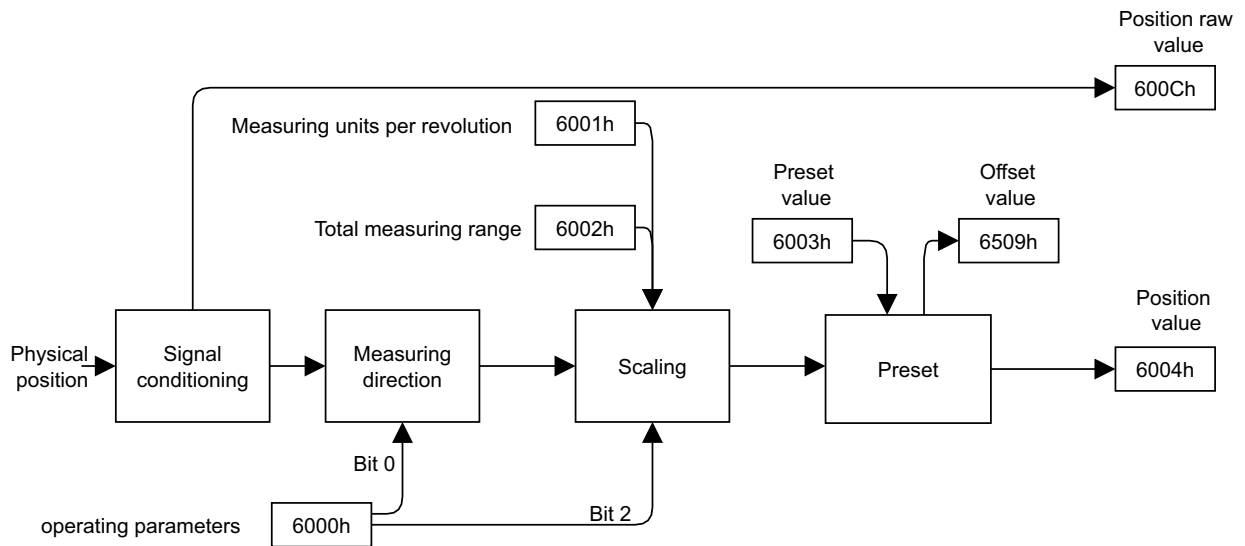 Position raw
value
600Ch
Measuring units per revolution
6001h
Preset
value
Offset
value
Total measuring range
6002h
6003h
6509h
Position
value
Physical
position
Signal
conditioning
Measuring
direction
Scaling
Preset
6004h
Bit 0
operating parameters
6000h
Bit 2